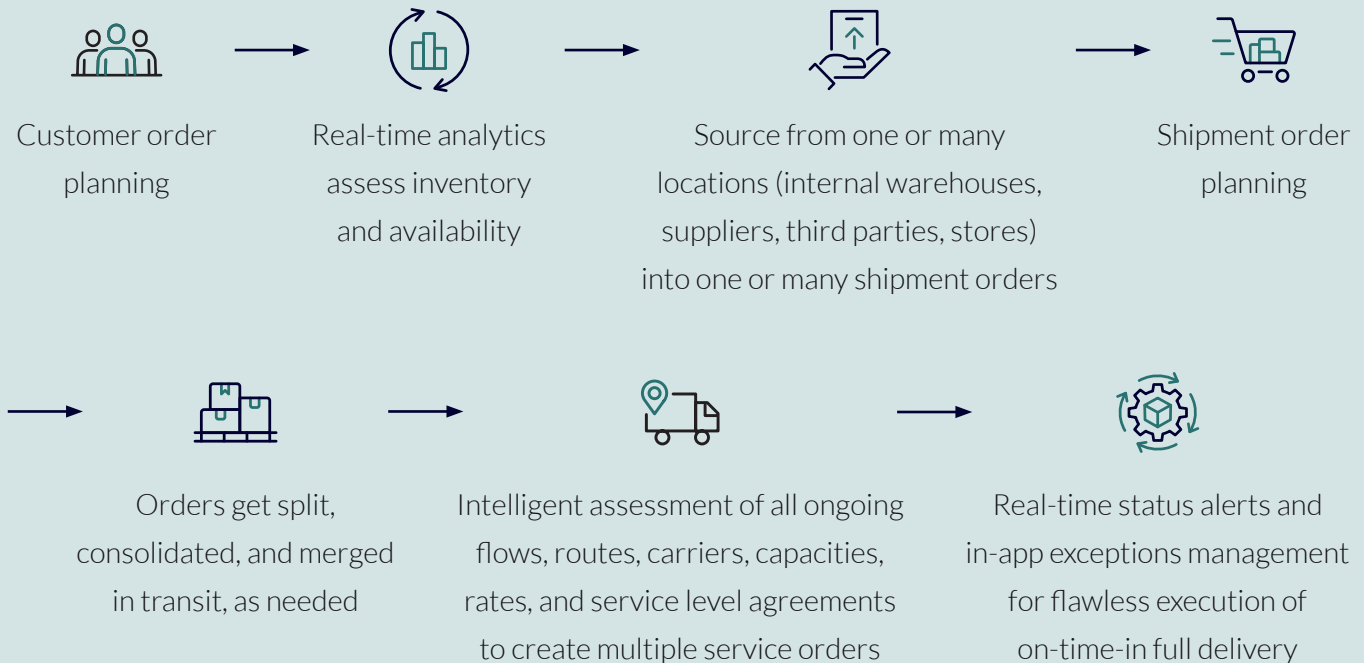 Customer order
planning
Real-time analytics
assess inventory
and availability
Source from one or many
locations (internal warehouses,
suppliers, third parties, stores)
into one or many shipment orders
Shipment order
planning
Orders get split,
consolidated, and merged
in transit, as needed
Intelligent assessment of all ongoing
flows, routes, carriers, capacities,
rates, and service level agreements
to create multiple service orders
Real-time status alerts and
in-app exceptions management
for flawless execution of
on-time-in full delivery